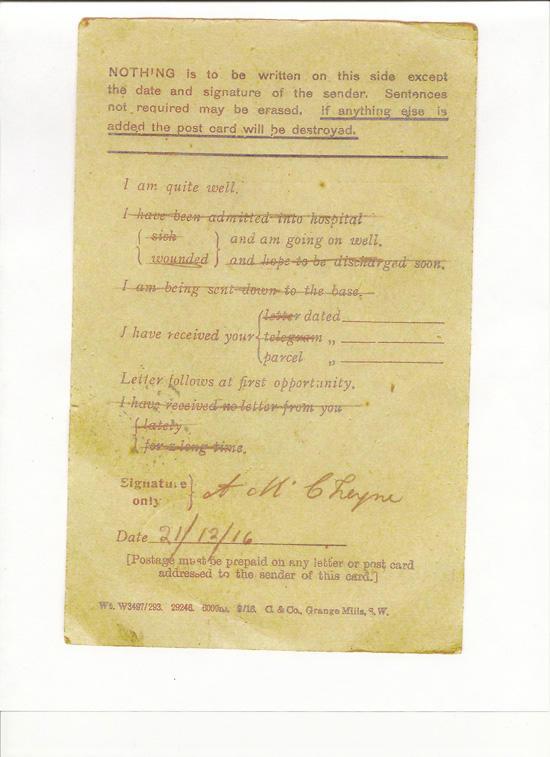 NOTHING is to be written on this side except
the date and signature of the sender. Sentences
not required may be erased. If anything else is
added the post card will be destroyed.
I am quite well.
I have been admitted into hospital
sick and am going on well.
wounded and hope to be discharged soon.
I am being sent down to the base.
letter dated
I have received your telegram „
parcel „
Letter follows at first opportunity.
I have received no letter from you
lately
for a long time.
Signature
only
A Mc Cheyne
Date 21/12/16
[Postage must be prepaid on any letter or post card
addressed to the sender of this card.]
Wt. W3497/293. 29246. 6000m. 9/16. C. & Co., Grange Mills, S.W.